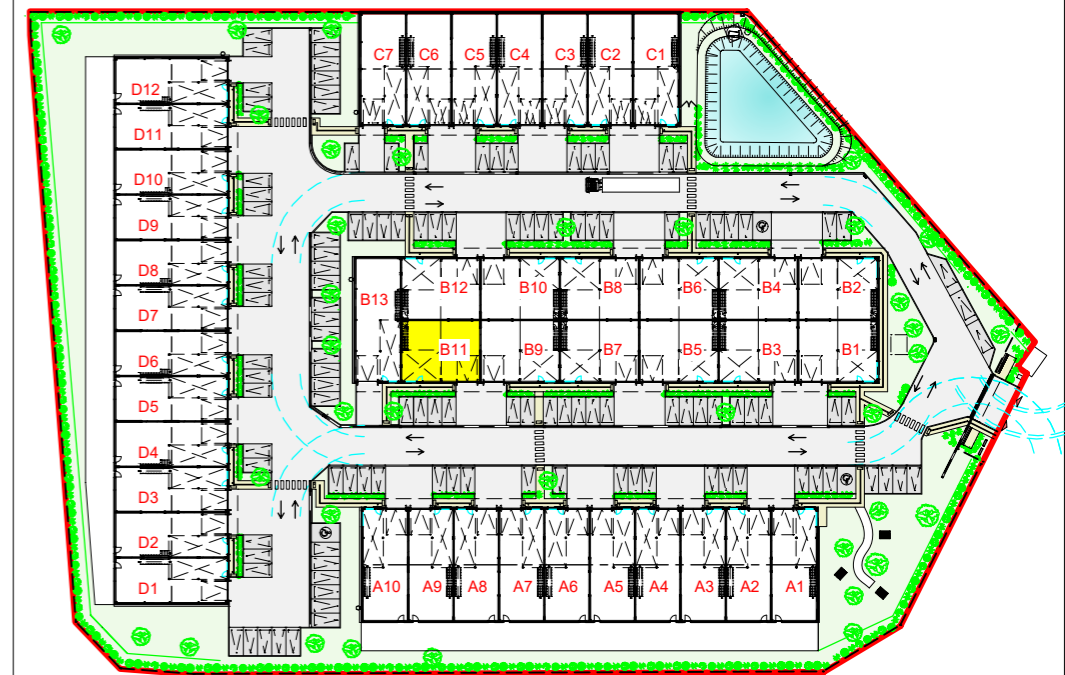 C7 C6 C5 C4 C3 C2 C1
D12
D11
D10
D9
D8
D7
D6
D5
D4
D3
D2
D1
B13 B12 B10 B8 B6 B4 B2
B11 B9 B7 B5 B3 B1
A10 A9 A8 A7 A6 A5 A4 A3 A2 A1